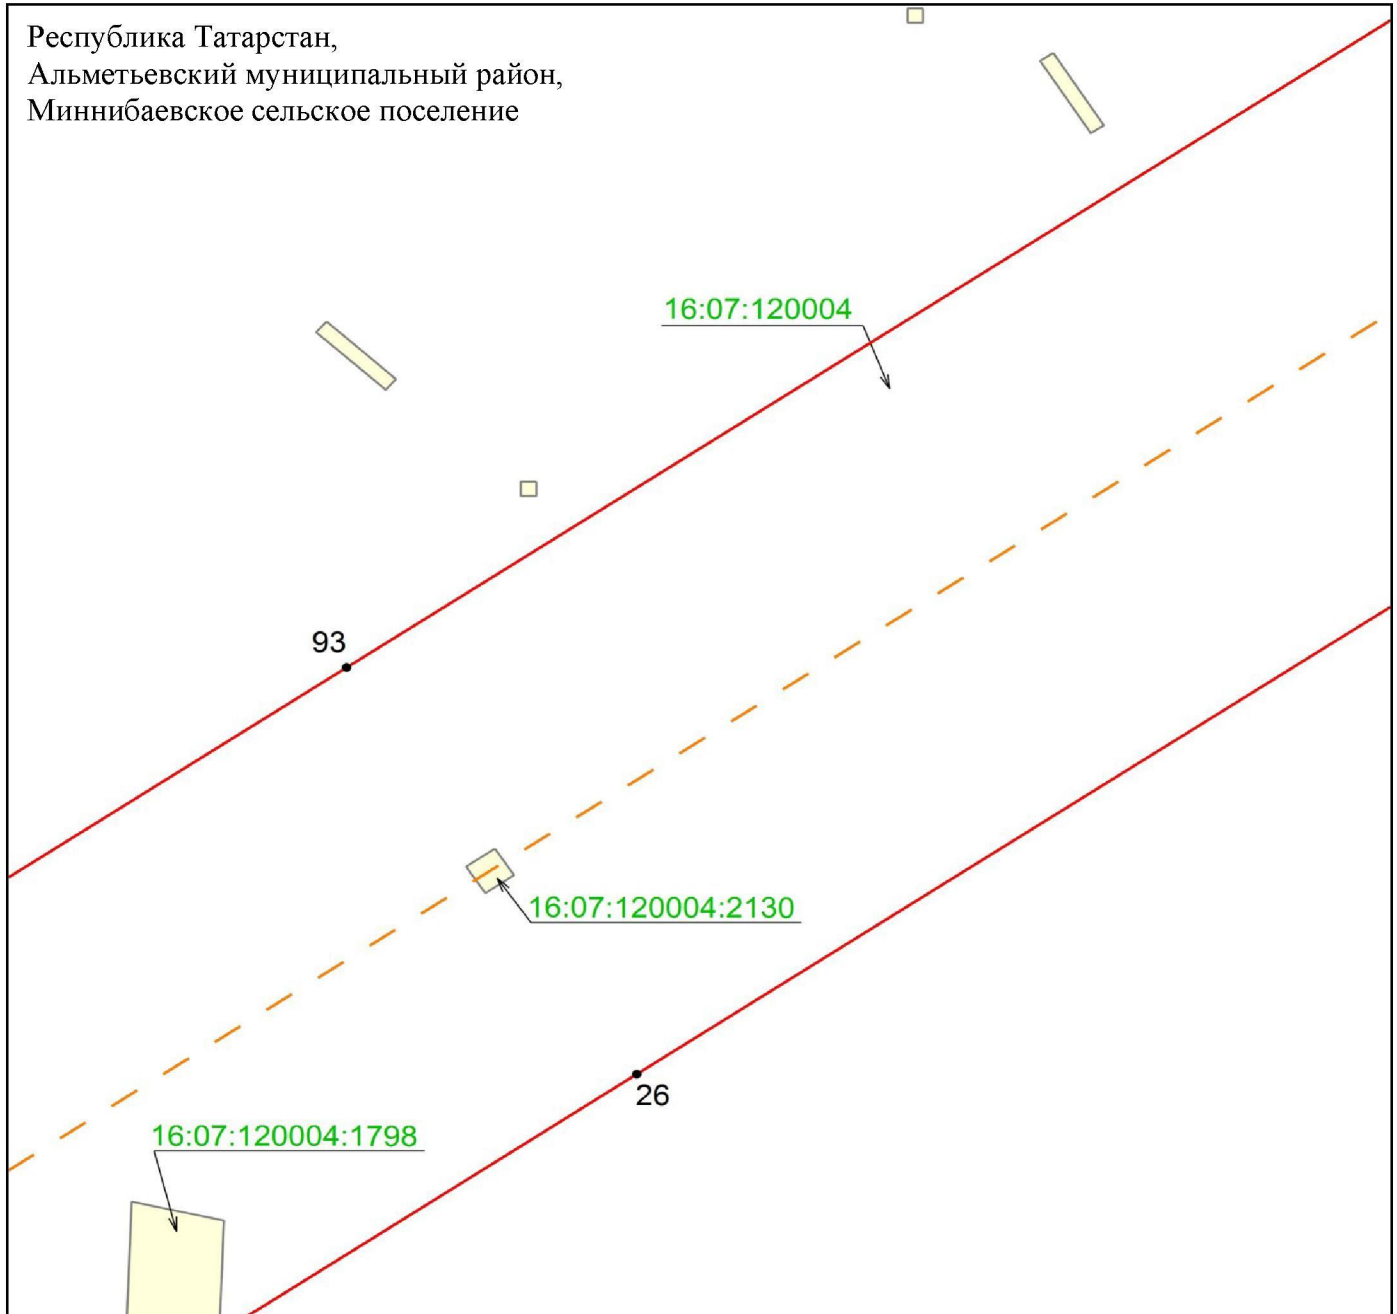 Республика Татарстан,
Альметьевский муниципальный район,
Миннибаевское сельское поселение
16:07:120004
93
16:07:120004:2130
26
16:07:120004:1798